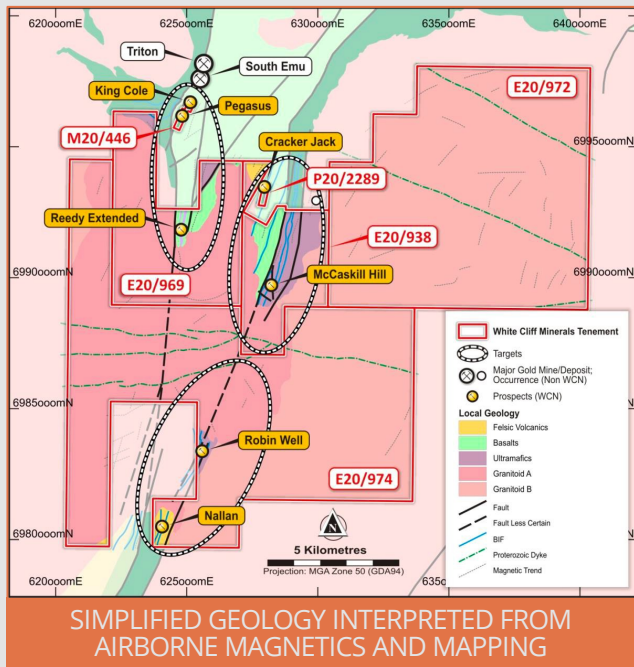 620000mE
625000mE
630000mE
635000mE
640000mE
Triton
South Emu
King Cole
Pegasus
E20/972
M20/446
Cracker Jack
6995000mN
P20/2289
Reedy Extended
E20/938
6990000mN
6990000mN
McCaskill Hill
E20/969
White Cliff Minerals Tenement
Targets
Major Gold Mine/Deposit;
Occurrence (Non WCN)
Prospects (WCN)
6985000mN
Local Geology
Felsic Volcanics
Basalts
Ultramafics
Granitoid A
Granitoid B
Fault
Fault Less Certain
BIF
Proterozoic Dyke
Magnetic Trend
Robin Well
E20/974
Nallan
6980000mN
N
5 Kilometres
Projection: MGA Zone 50 (GDA94)
620000mE
625000mE
SIMPLIFIED GEOLOGY INTERPRETED FROM
AIRBORNE MAGNETICS AND MAPPING